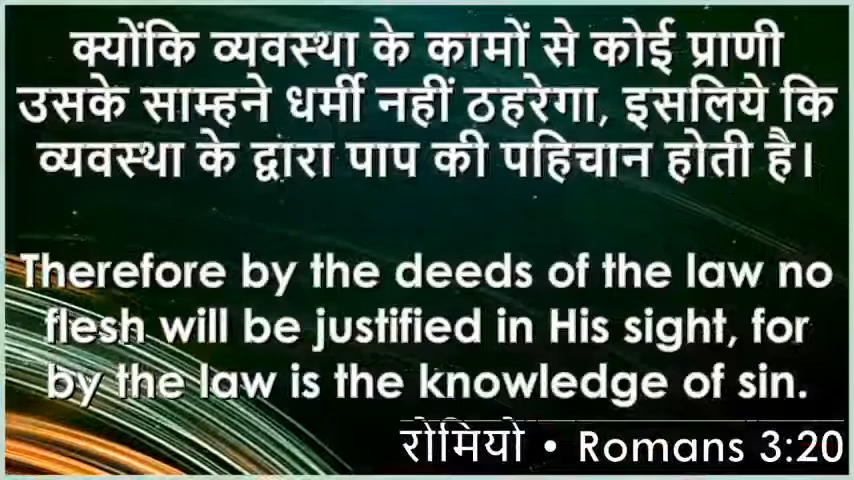 क्योंकि व्यवस्था के कामों से कोई प्राणी
उसके साम्हने धर्मी नहीं ठहरेगा, इसलिये कि
व्यवस्था के द्वारा पाप की पहिचान होती है।
Therefore by the deeds of the law no
flesh will be justified in His sight, for
by the law is the knowledge of sin.
रोमियो • Romans 3:20